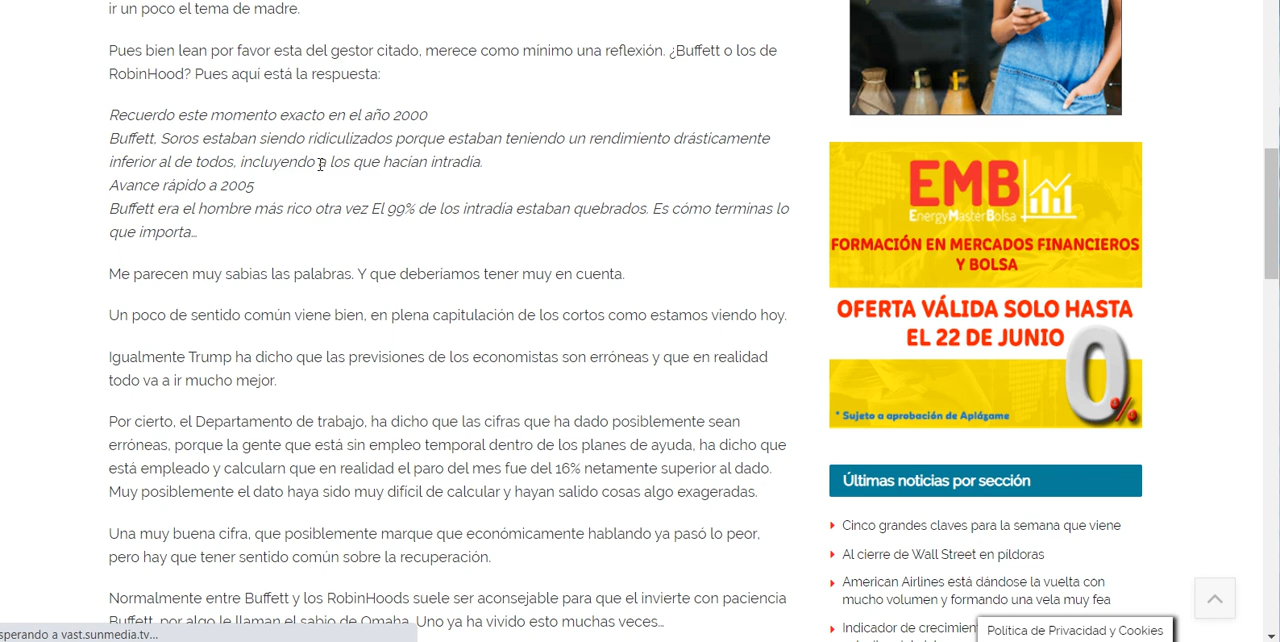 ir un poco el tema de madre.
Pues bien lean por favor esta del gestor citado, merece como mínimo una reflexión. ¿Buffett o los de
RobinHood? Pues aquí está la respuesta:
Recuerdo este momento exacto en el año 2000
Buffett, Soros estaban siendo ridiculizados porque estaban teniendo un rendimiento drásticamente
inferior al de todos, incluyendo a los que hacían intradía.
Avance rápido a 2005
Buffett era el hombre más rico otra vez El 99% de los intradía estaban quebrados. Es cómo terminas lo
que importa…
Me parecen muy sabias las palabras. Y que deberíamos tener muy en cuenta.
Un poco de sentido común viene bien, en plena capitulación de los cortos como estamos viendo hoy.
Igualmente Trump ha dicho que las previsiones de los economistas son erróneas y que en realidad
todo va a ir mucho mejor.
Por cierto, el Departamento de trabajo, ha dicho que las cifras que ha dado posiblemente sean
erróneas, porque la gente que está sin empleo temporal dentro de los planes de ayuda, ha dicho que
está empleado y calcularn que en realidad el paro del mes fue del 16% netamente superior al dado.
Muy posiblemente el dato haya sido muy difícil de calcular y hayan salido cosas algo exageradas.
Una muy buena cifra, que posiblemente marque que económicamente hablando ya pasó lo peor,
pero hay que tener sentido común sobre la recuperación.
Normalmente entre Buffett y los RobinHoods suele ser aconsejable para que el invierte con paciencia
Buffett, por algo le llaman el sabio de Omaha. Uno ya ha vivido esto muchas veces…
sperando a vast.sunmedia.tv...
EMB
EnergyMasterBolsa
FORMACIÓN EN MERCADOS FINANCIEROS
Y BOLSA
OFERTA VÁLIDA SOLO HASTA
EL 22 DE JUNIO
0%
* Sujeto a aprobación de Aplázame
Últimas noticias por sección
Cinco grandes claves para la semana que viene
Al cierre de Wall Street en píldoras
American Airlines está dándose la vuelta con
mucho volumen y formando una vela muy fea
Indicador de crecimien
Política de Privacidad y Cookies